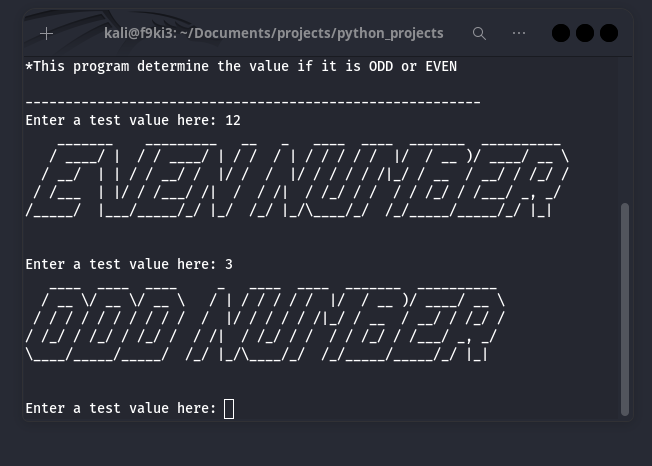 kali@f9ki3: ~/Documents/projects/python_projects
*This program determine the value if it is ODD or EVEN
---------------------------------------------------------
Enter a test value here: 12
EVEN NUMBER
Enter a test value here: 3
ODD NUMBER
Enter a test value here: